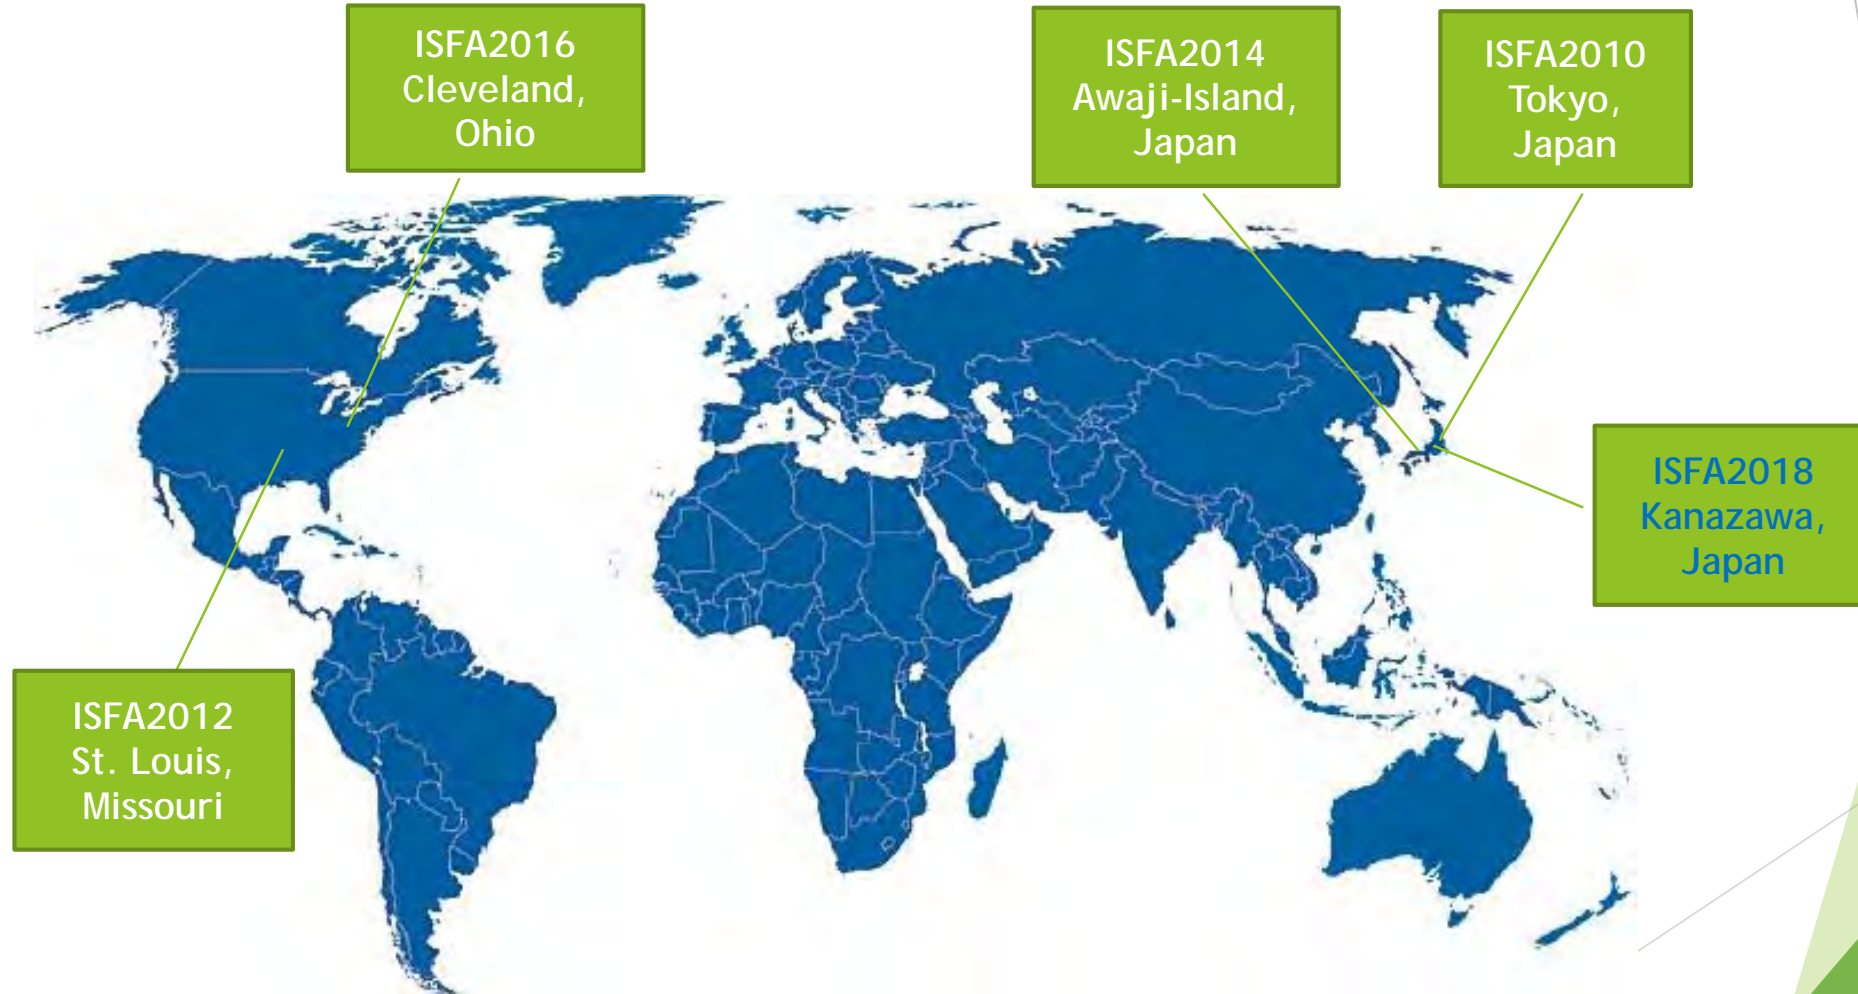 ISFA2016
Cleveland,
Ohio
ISFA2014
Awaji-Island,
Japan
ISFA2010
Tokyo,
Japan
ISFA2018
Kanazawa,
Japan
ISFA2012
St. Louis,
Missouri